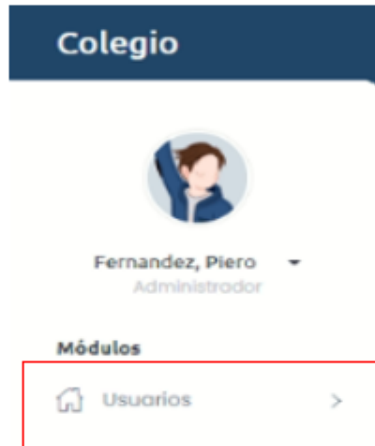 Colegio
Fernandez, Piero
Administrador
Módulos
Usuarios